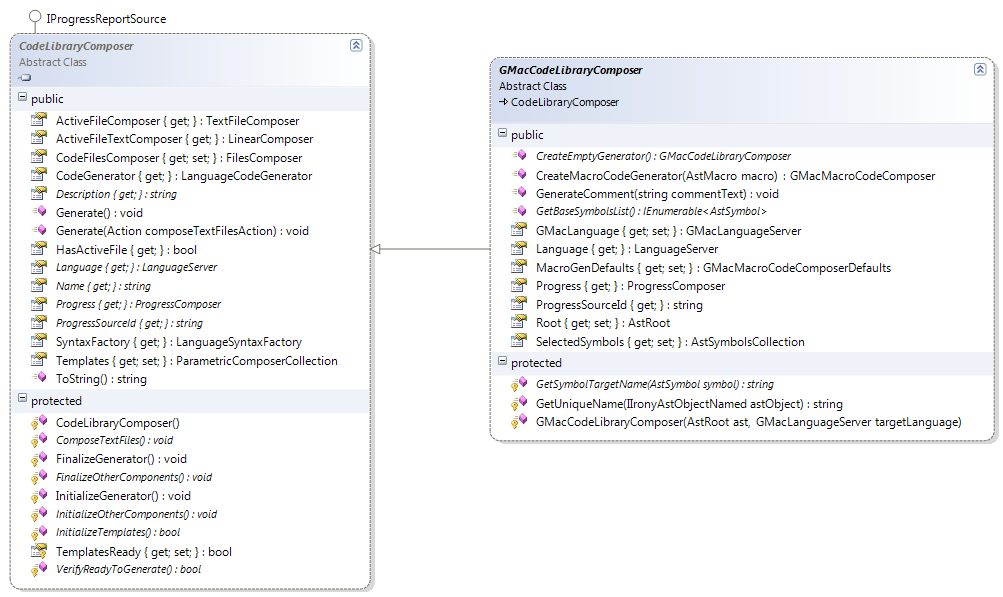 IProgressReportSource
CodeLibraryComposer
Abstract Class
public
ActiveFileComposer { get; } : TextFileComposer
ActiveFileTextComposer { get; } : LinearComposer
CodeFilesComposer { get; set; } : FilesComposer
CodeGenerator { get; } : LanguageCodeGenerator
Description { get; } : string
Generate() : void
Generate(Action composeTextFilesAction) : void
HasActiveFile { get; } : bool
Language { get; } : LanguageServer
Name { get; } : string
Progress { get; } : ProgressComposer
ProgressSourceId { get; } : string
SyntaxFactory { get; } : LanguageSyntaxFactory
Templates { get; set; } : ParametricComposerCollection
ToString() : string
protected
CodeLibraryComposer()
ComposeTextFiles() : void
FinalizeGenerator() : void
FinalizeOtherComponents() : void
InitializeGenerator() : void
InitializeOtherComponents() : void
InitializeTemplates() : bool
TemplatesReady { get; set; } : bool
VerifyReadyToGenerate() : bool
GMacCodeLibraryComposer
Abstract Class
CodeLibraryComposer
public
CreateEmptyGenerator() : GMacCodeLibraryComposer
CreateMacroCodeGenerator(AstMacro macro) : GMacMacroCodeComposer
GenerateComment(string commentText) : void
GetBaseSymbolsList() : IEnumerable<AstSymbol>
GMacLanguage { get; set; } : GMacLanguageServer
Language { get; } : LanguageServer
MacroGenDefaults { get; set; } : GMacMacroCodeComposerDefaults
Progress { get; } : ProgressComposer
ProgressSourceId { get; } : string
Root { get; set; } : AstRoot
SelectedSymbols { get; set; } : AstSymbolsCollection
protected
GetSymbolTargetName(AstSymbol symbol) : string
GetUniqueName(IIronyAstObjectNamed astObject) : string
GMacCodeLibraryComposer(AstRoot ast, GMacLanguageServer targetLanguage)